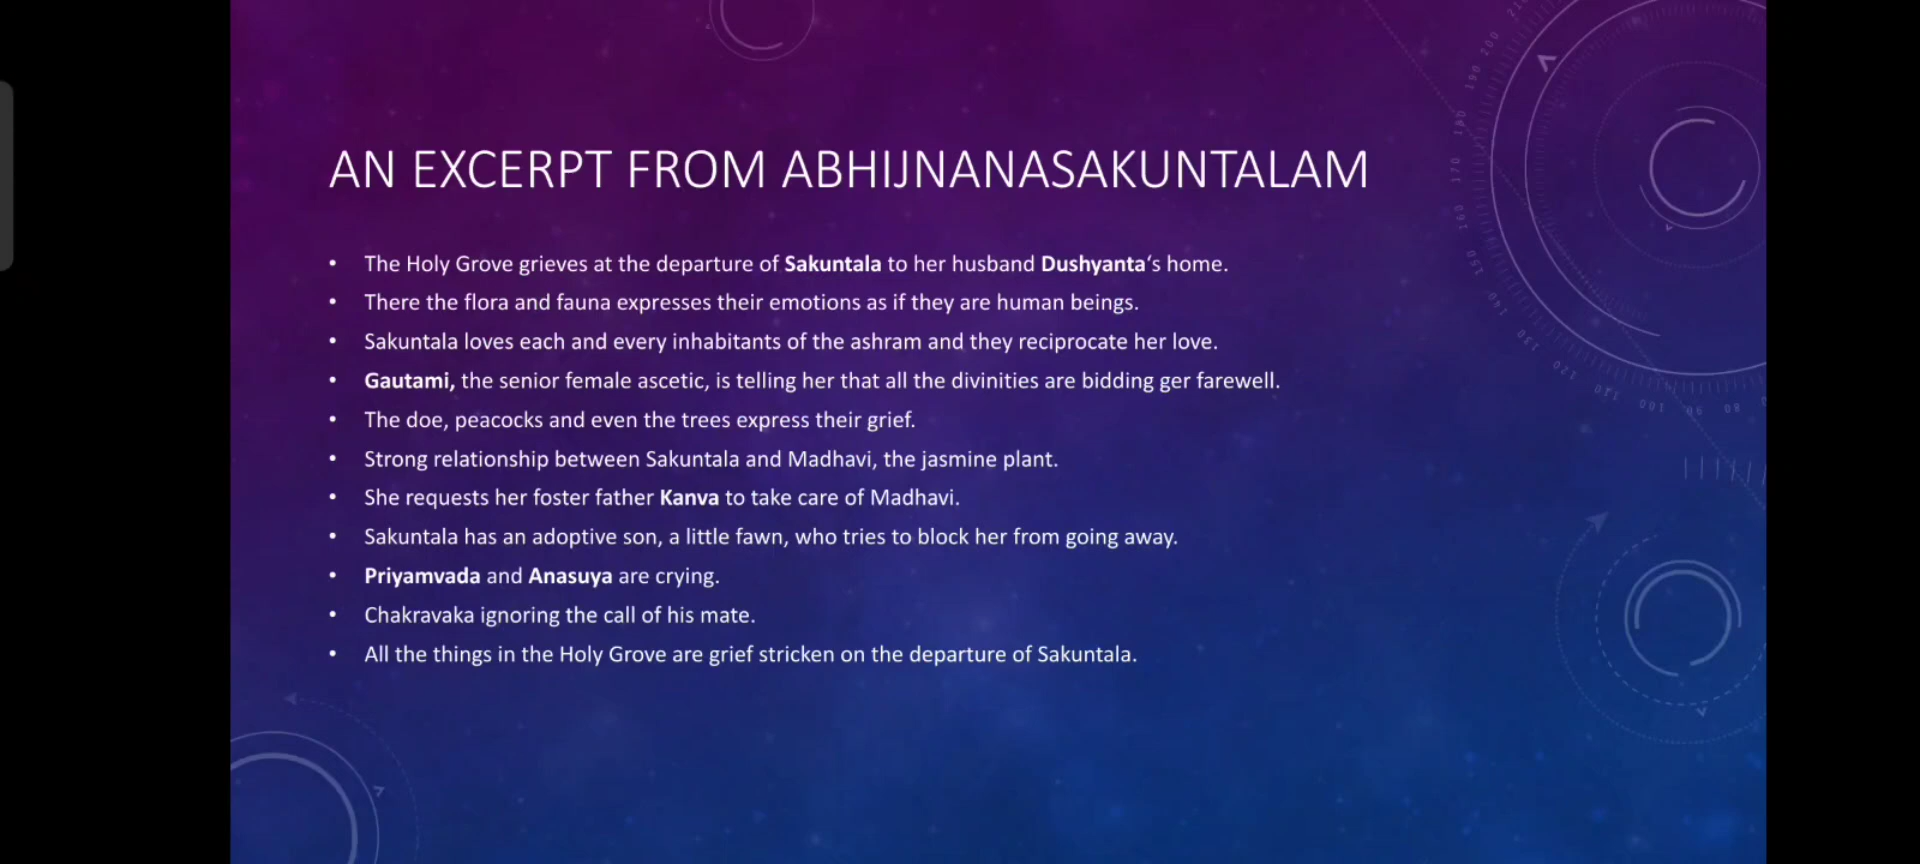 AN EXCERPT FROM ABHIJNANASAKUNTALAM
• The Holy Grove grieves at the departure of Sakuntala to her husband Dushyanta‘s home.
• There the flora and fauna expresses their emotions as if they are human beings.
• Sakuntala loves each and every inhabitants of the ashram and they reciprocate her love.
• Gautami, the senior female ascetic, is telling her that all the divinities are bidding ger farewell.
• The doe, peacocks and even the trees express their grief.
• Strong relationship between Sakuntala and Madhavi, the jasmine plant.
• She requests her foster father Kanva to take care of Madhavi.
• Sakuntala has an adoptive son, a little fawn, who tries to block her from going away.
• Priyamvada and Anasuya are crying.
• Chakravaka ignoring the call of his mate.
• All the things in the Holy Grove are grief stricken on the departure of Sakuntala.